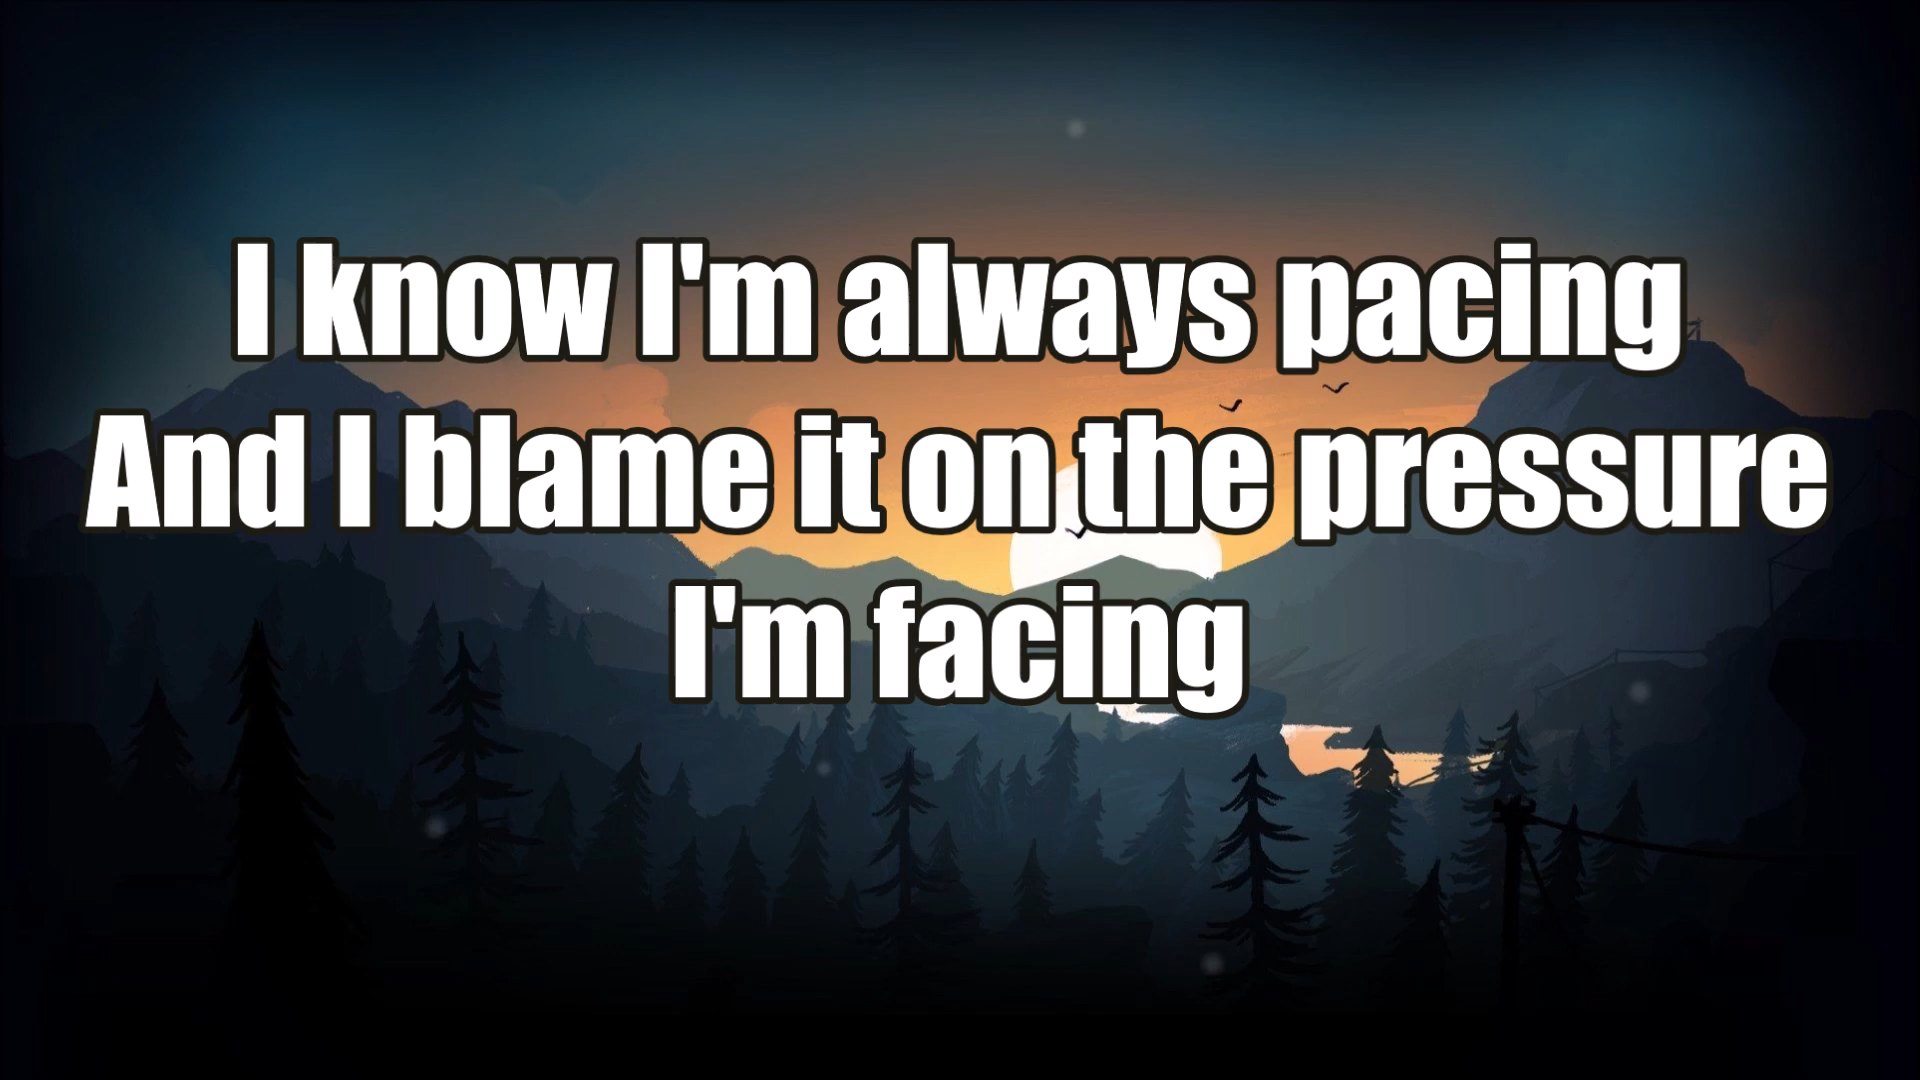 I know I'm always pacing
And I blame it on the pressure
I'm facing